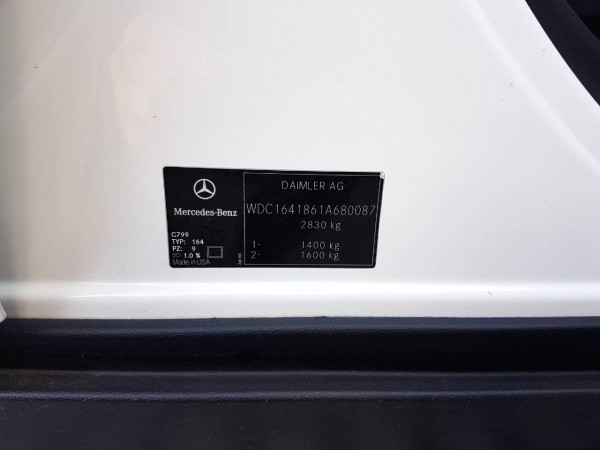 Mercedes-Benz
C799
TYP: 164
PZ: 9
1.0 %
Made in USA
DAIMLER AG
WDC1641861A680087
2830 kg
1- 1400 kg
2- 1600 kg